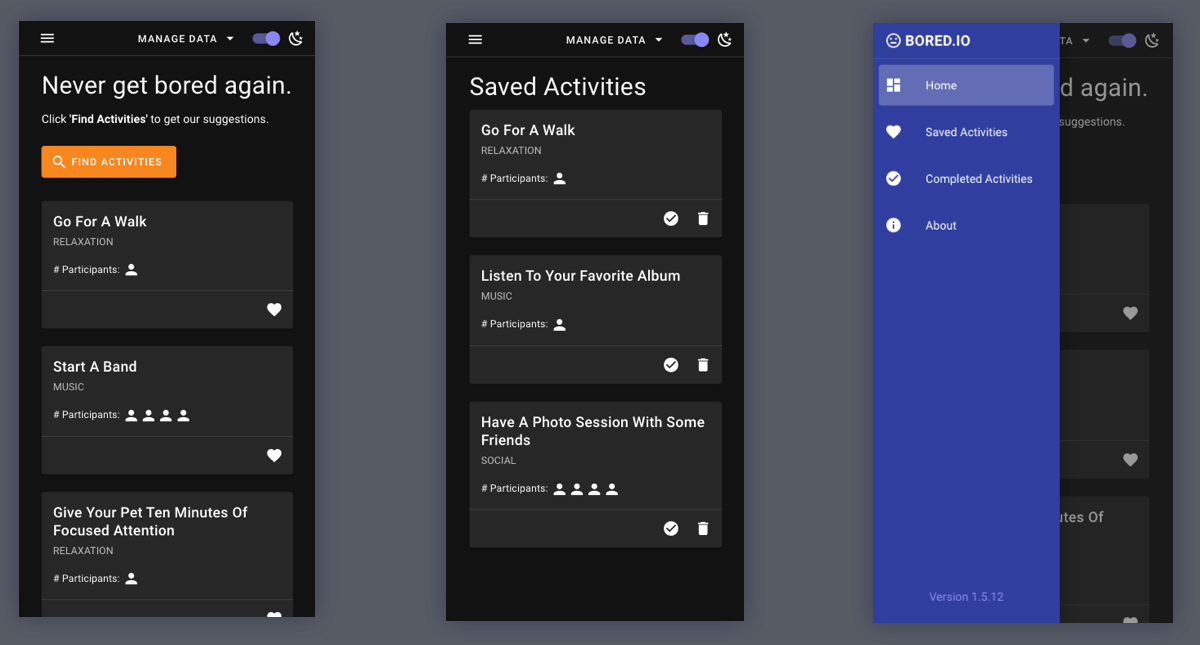 MANAGE DATA
Never get bored again.
Click 'Find Activities' to get our suggestions.
FIND ACTIVITIES
Go For A Walk
RELAXATION
# Participants:
Start A Band
MUSIC
# Participants:
Give Your Pet Ten Minutes Of
Focused Attention
RELAXATION
# Participants:
MANAGE DATA
Saved Activities
Go For A Walk
RELAXATION
# Participants:
Listen To Your Favorite Album
MUSIC
# Participants:
Have A Photo Session With Some
Friends
SOCIAL
# Participants:
BORED.IO
Home
Saved Activities
Completed Activities
About
Version 1.5.12
TA
d again.
suggestions.
utes Of